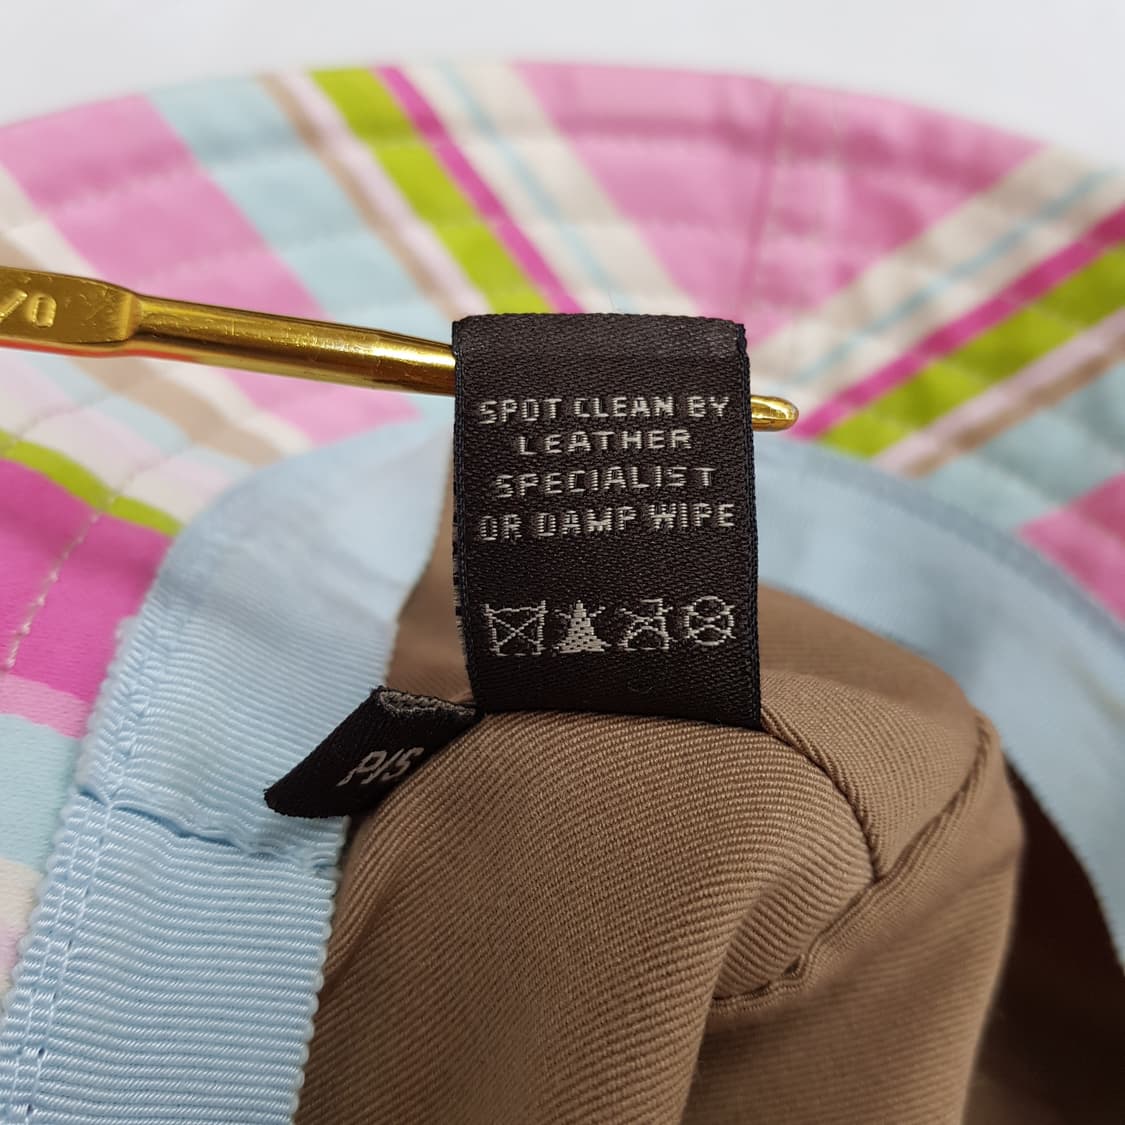 SPOT CLEAN BY
LEATHER
SPECIALIST
OR DAMP WIPE
P/S